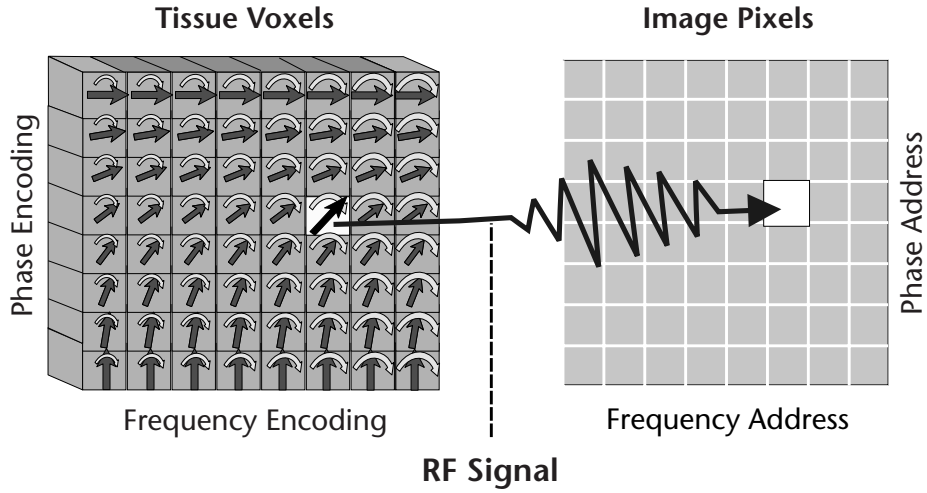 Tissue Voxels
Image Pixels
Phase Encoding
Phase Address
Frequency Encoding
Frequency Address
RF Signal